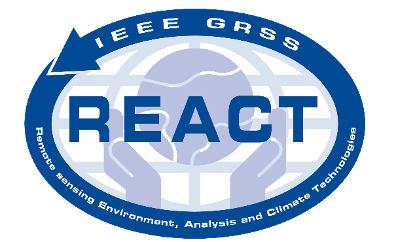 IEEE GRSS
REACT
Remote sensing Environment, Analysis and Climate Technologies